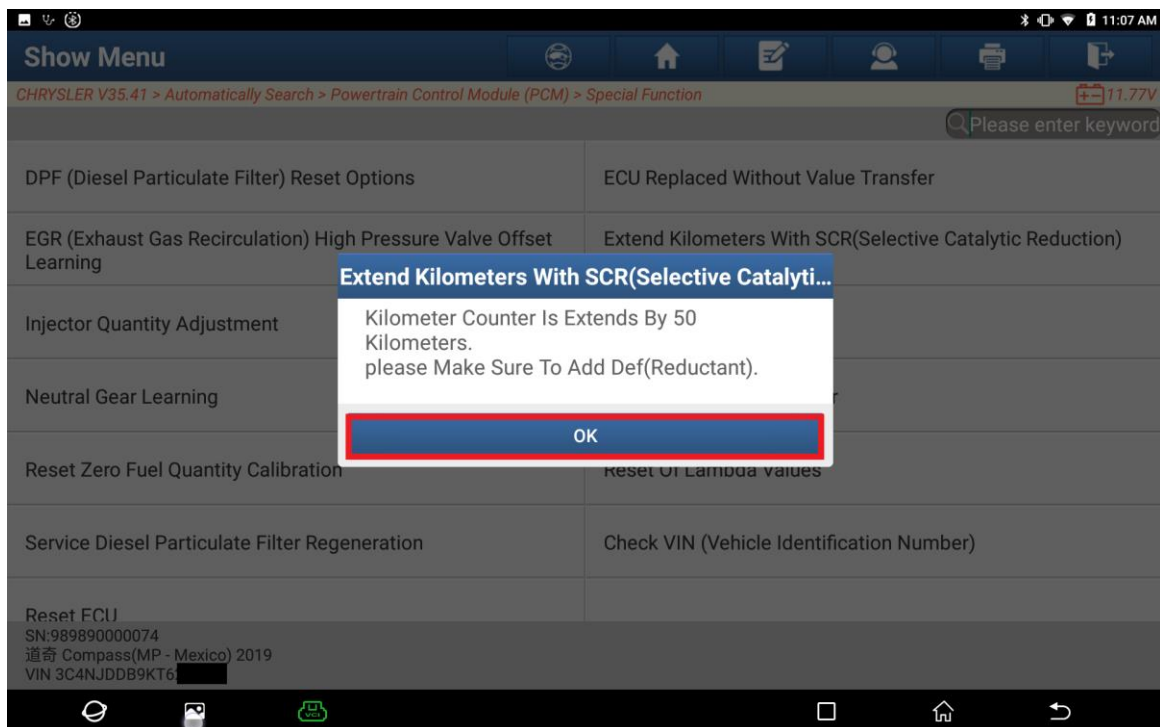 11:07 AM
Show Menu
CHRYSLER V35.41 > Automatically Search > Powertrain Control Module (PCM) > Special Function
11.77V
Please enter keyword
DPF (Diesel Particulate Filter) Reset Options
ECU Replaced Without Value Transfer
EGR (Exhaust Gas Recirculation) High Pressure Valve Offset
Learning
Extend Kilometers With SCR(Selective Catalytic Reduction)
Extend Kilometers With SCR(Selective Catalyti...
Kilometer Counter Is Extends By 50
Kilometers.
please Make Sure To Add Def(Reductant).
OK
Injector Quantity Adjustment
Neutral Gear Learning
Reset Zero Fuel Quantity Calibration
Reset Of Lambda Values
Service Diesel Particulate Filter Regeneration
Check VIN (Vehicle Identification Number)
Reset ECU
SN:989890000074
道奇 Compass(MP - Mexico) 2019
VIN 3C4NJDDB9KT6
VCI